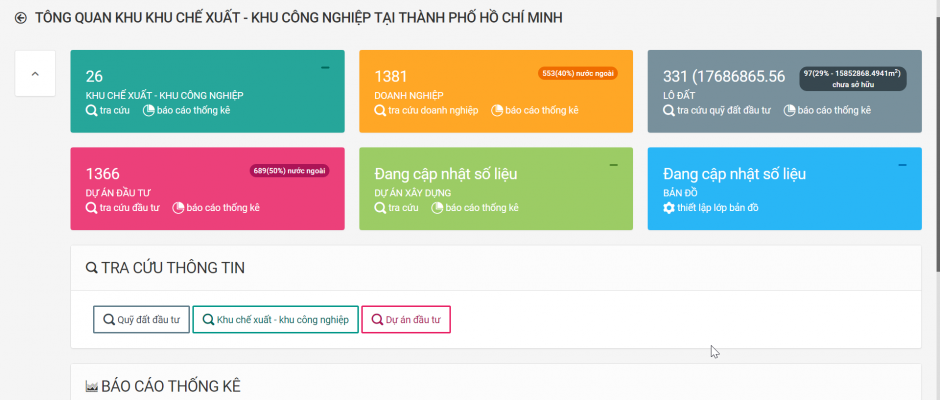 TỔNG QUAN KHU KHU CHẾ XUẤT - KHU CÔNG NGHIỆP TẠI THÀNH PHỐ HỒ CHÍ MINH
26
KHU CHẾ XUẤT - KHU CÔNG NGHIỆP
tra cứu báo cáo thống kê
1381
553(40%) nước ngoài
DOANH NGHIỆP
tra cứu doanh nghiệp báo cáo thống kê
331 (17686865.56
97(29% - 15852868.4941m²)
chưa sở hữu
LÔ ĐẤT
tra cứu quỹ đất đầu tư báo cáo thống kê
1366
689(50%) nước ngoài
DỰ ÁN ĐẦU TƯ
tra cứu đầu tư báo cáo thống kê
Đang cập nhật số liệu
DỰ ÁN XÂY DỰNG
tra cứu báo cáo thống kê
Đang cập nhật số liệu
BẢN ĐỒ
thiết lập lớp bản đồ
TRA CỨU THÔNG TIN
Quỹ đất đầu tư
Khu chế xuất - khu công nghiệp
Dự án đầu tư
BÁO CÁO THỐNG KÊ